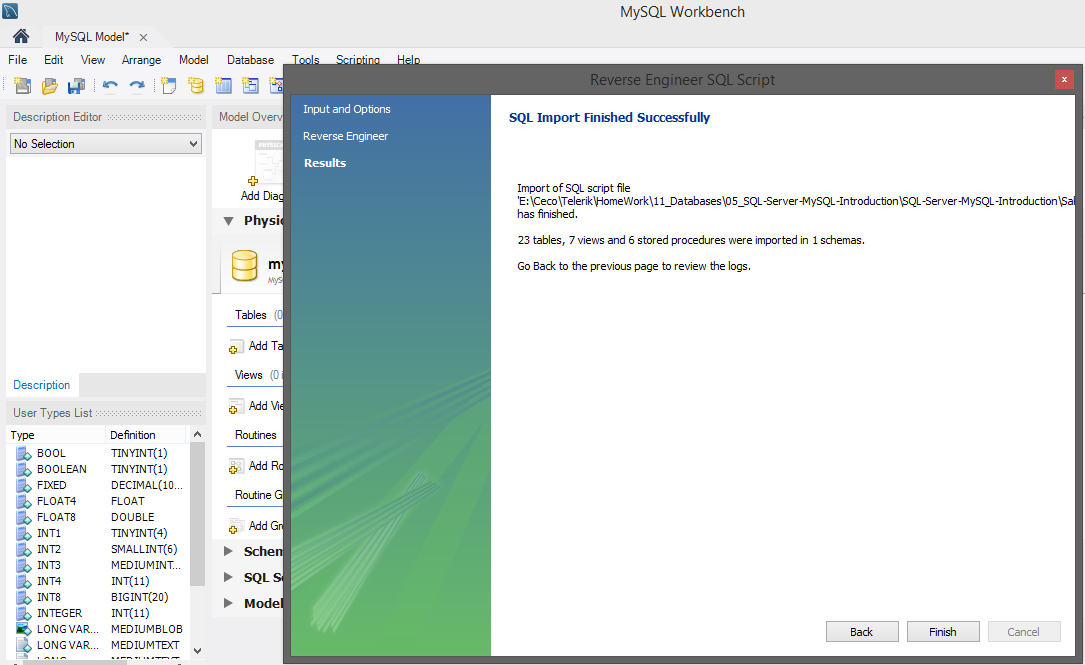 MySQL Workbench
MySQL Model*
File Edit View Arrange Model Database Tools Scripting Help
Description Editor
No Selection
Description
User Types List
Type Definition
BOOL TINYINT(1)
BOOLEAN TINYINT(1)
FIXED DECIMAL(10...
FLOAT4 FLOAT
FLOAT8 DOUBLE
INT1 TINYINT(4)
INT2 SMALLINT(6)
INT3 MEDIUMINT...
INT4 INT(11)
INT8 BIGINT(20)
INTEGER INT(11)
LONG VAR... MEDIUMBLOB
LONG VAR... MEDIUMTEXT
LONG MEDIUMTEXT
Model Overv
Add Diag
Physic
my
MyS
Tables (0
Add Ta
Views (0 i
Add Vie
Routines
Add Ro
Routine G
Add Gr
Schem
SQL S
Model
Reverse Engineer SQL Script
Input and Options
Reverse Engineer
Results
SQL Import Finished Successfully
Import of SQL script file
'E:\Ceco\Telerik\HomeWork\11_Databases\05_SQL-Server-MySQL-Introduction\SQL-Server-MySQL-Introduction\Sal
has finished.
23 tables, 7 views and 6 stored procedures were imported in 1 schemas.
Go Back to the previous page to review the logs.
Back Finish Cancel